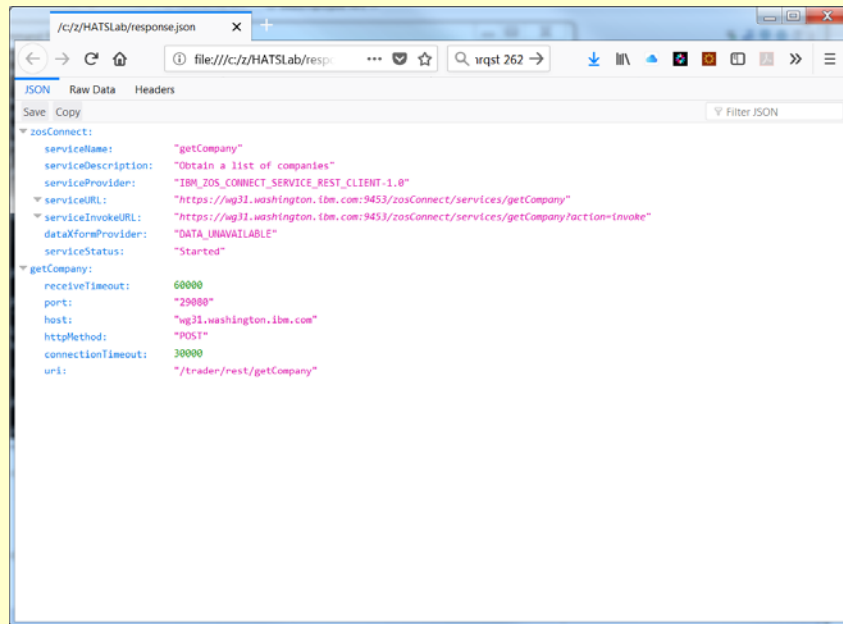 /c:/z/HATSLab/response.json
file:///c:/z/HATSLab/resp
rqst 262
JSON Raw Data Headers
Save Copy Filter JSON
zosConnect:
serviceName: "getCompany"
serviceDescription: "Obtain a list of companies"
serviceProvider: "IBM_ZOS_CONNECT_SERVICE_REST_CLIENT-1.0"
serviceURL: "https://wg31.washington.ibm.com:9453/zosConnect/services/getCompany"
serviceInvokeURL: "https://wg31.washington.ibm.com:9453/zosConnect/services/getCompany?action=invoke"
dataXformProvider: "DATA_UNAVAILABLE"
serviceStatus: "Started"
getCompany:
receiveTimeout: 60000
port: "29080"
host: "wg31.washington.ibm.com"
httpMethod: "POST"
connectionTimeout: 30000
uri: "/trader/rest/getCompany"